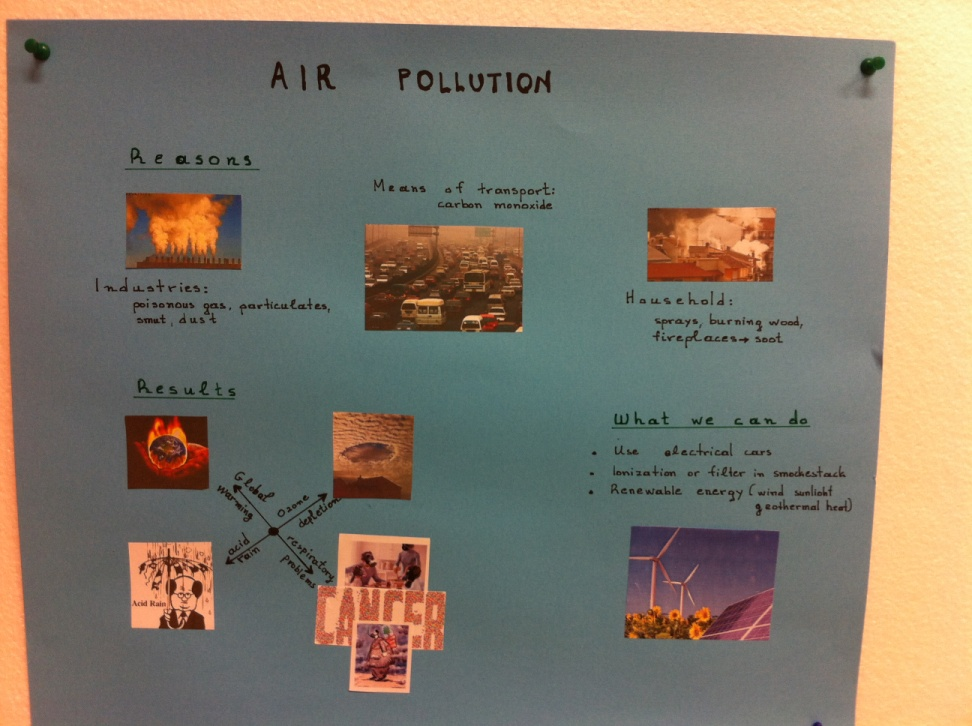 AIR POLLUTION
Reasons
Industries:
poisonous gas, particulates,
smut, dust
Means of transport:
carbon monoxide
Household:
sprays, burning wood,
fireplaces→ soot
Results
Global
warming
Ozone
depletion
acid
rain
respiratory
problems
Acid Rain
CANCER
What we can do
• Use electrical cars
• Ionization or filter in smockestack
• Renewable energy (wind sunlight
geothermal heat)